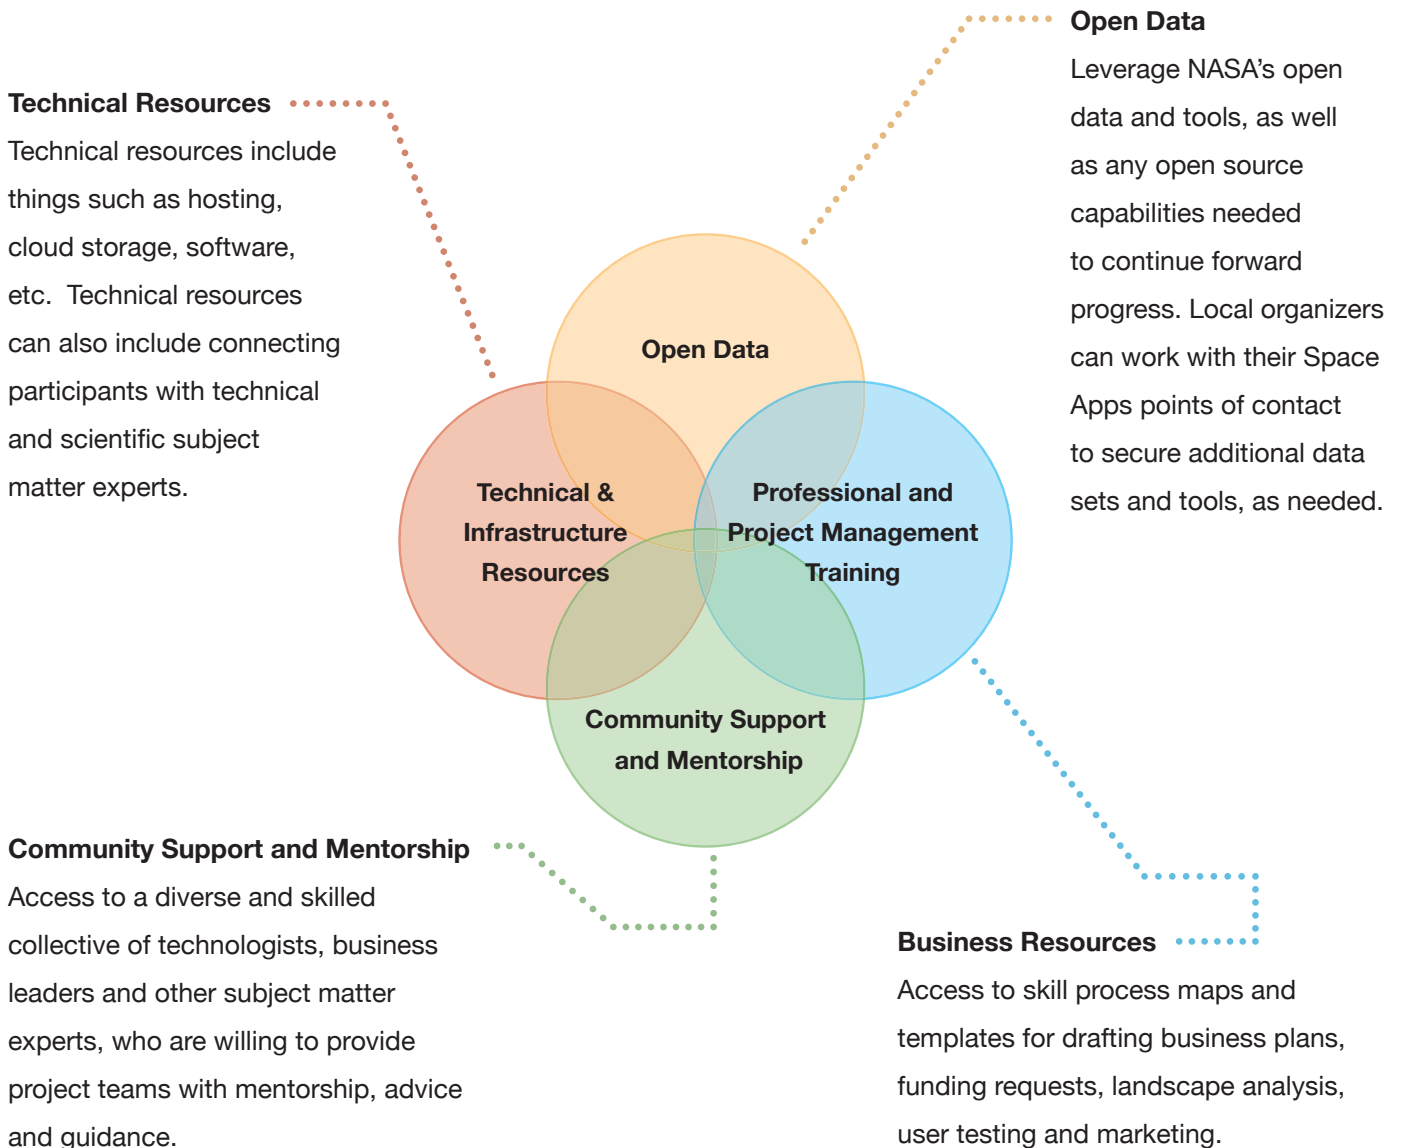 Open Data
Leverage NASA’s open
data and tools, as well
as any open source
capabilities needed
to continue forward
progress. Local organizers
can work with their Space
Apps points of contact
to secure additional data
sets and tools, as needed.
Technical Resources
Technical resources include
things such as hosting,
cloud storage, software,
etc.  Technical resources
can also include connecting
participants with technical
and scientific subject
matter experts.
Open Data
Technical &
Infrastructure
Resources
Professional and
Project Management
Training
Community Support
and Mentorship
Community Support and Mentorship
Access to a diverse and skilled
collective of technologists, business
leaders and other subject matter
experts, who are willing to provide
project teams with mentorship, advice
and guidance.
Business Resources
Access to skill process maps and
templates for drafting business plans,
funding requests, landscape analysis,
user testing and marketing.